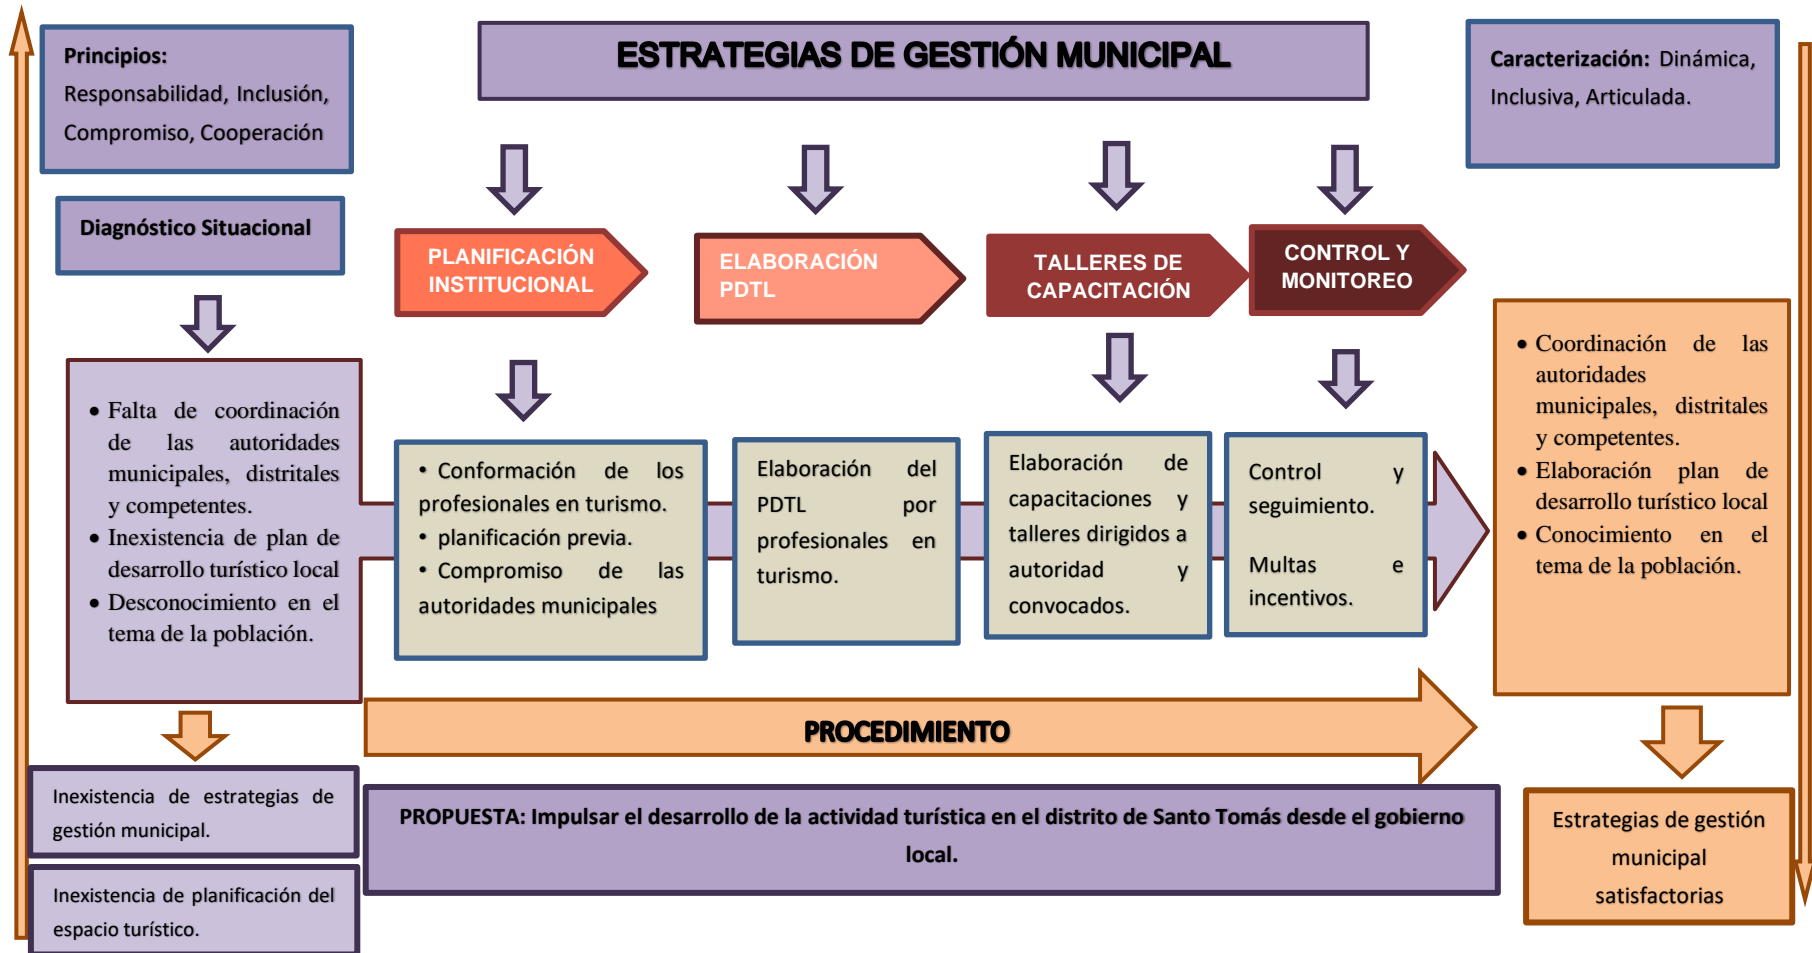 Principios:
Responsabilidad, Inclusión,
Compromiso, Cooperación
ESTRATEGIAS DE GESTIÓN MUNICIPAL
Caracterización: Dinámica,
Inclusiva, Articulada.
Diagnóstico Situacional
PLANIFICACIÓN
INSTITUCIONAL
ELABORACIÓN
PDTL
TALLERES DE
CAPACITACIÓN
CONTROL Y
MONITOREO
• Falta de coordinación
de las autoridades
municipales, distritales
y competentes.
• Inexistencia de plan de
desarrollo turístico local
• Desconocimiento en el
tema de la población.
• Conformación de los
profesionales en turismo.
• planificación previa.
• Compromiso de las
autoridades municipales
Elaboración del
PDTL por
profesionales en
turismo.
Elaboración de
capacitaciones y
talleres dirigidos a
autoridad y
convocados.
Control y
seguimiento.
Multas e
incentivos.
• Coordinación de las
autoridades
municipales, distritales
y competentes.
• Elaboración plan de
desarrollo turístico local
• Conocimiento en el
tema de la población.
PROCEDIMIENTO
Inexistencia de estrategias de
gestión municipal.
Inexistencia de planificación del
espacio turístico.
PROPUESTA: Impulsar el desarrollo de la actividad turística en el distrito de Santo Tomás desde el gobierno
local.
Estrategias de gestión
municipal
satisfactorias